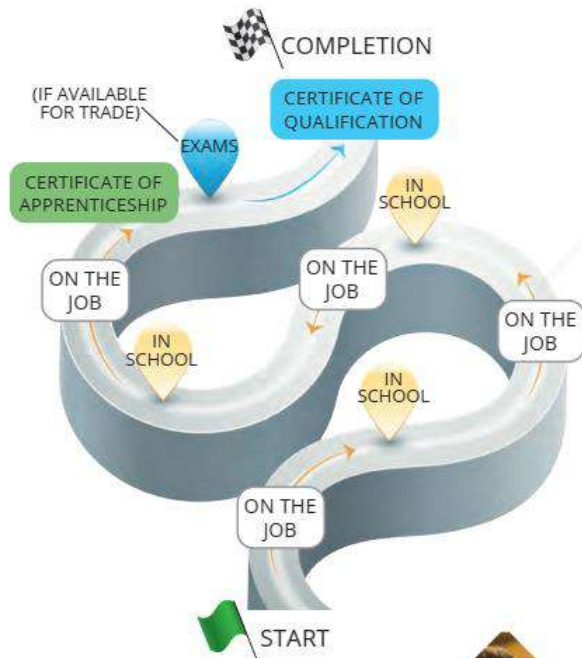 COMPLETION
(IF AVAILABLE
FOR TRADE)
CERTIFICATE OF
QUALIFICATION
EXAMS
CERTIFICATE OF
APPRENTICESHIP
IN
SCHOOL
ON THE
JOB
ON THE
JOB
ON THE
JOB
IN
SCHOOL
IN
SCHOOL
ON THE
JOB
START